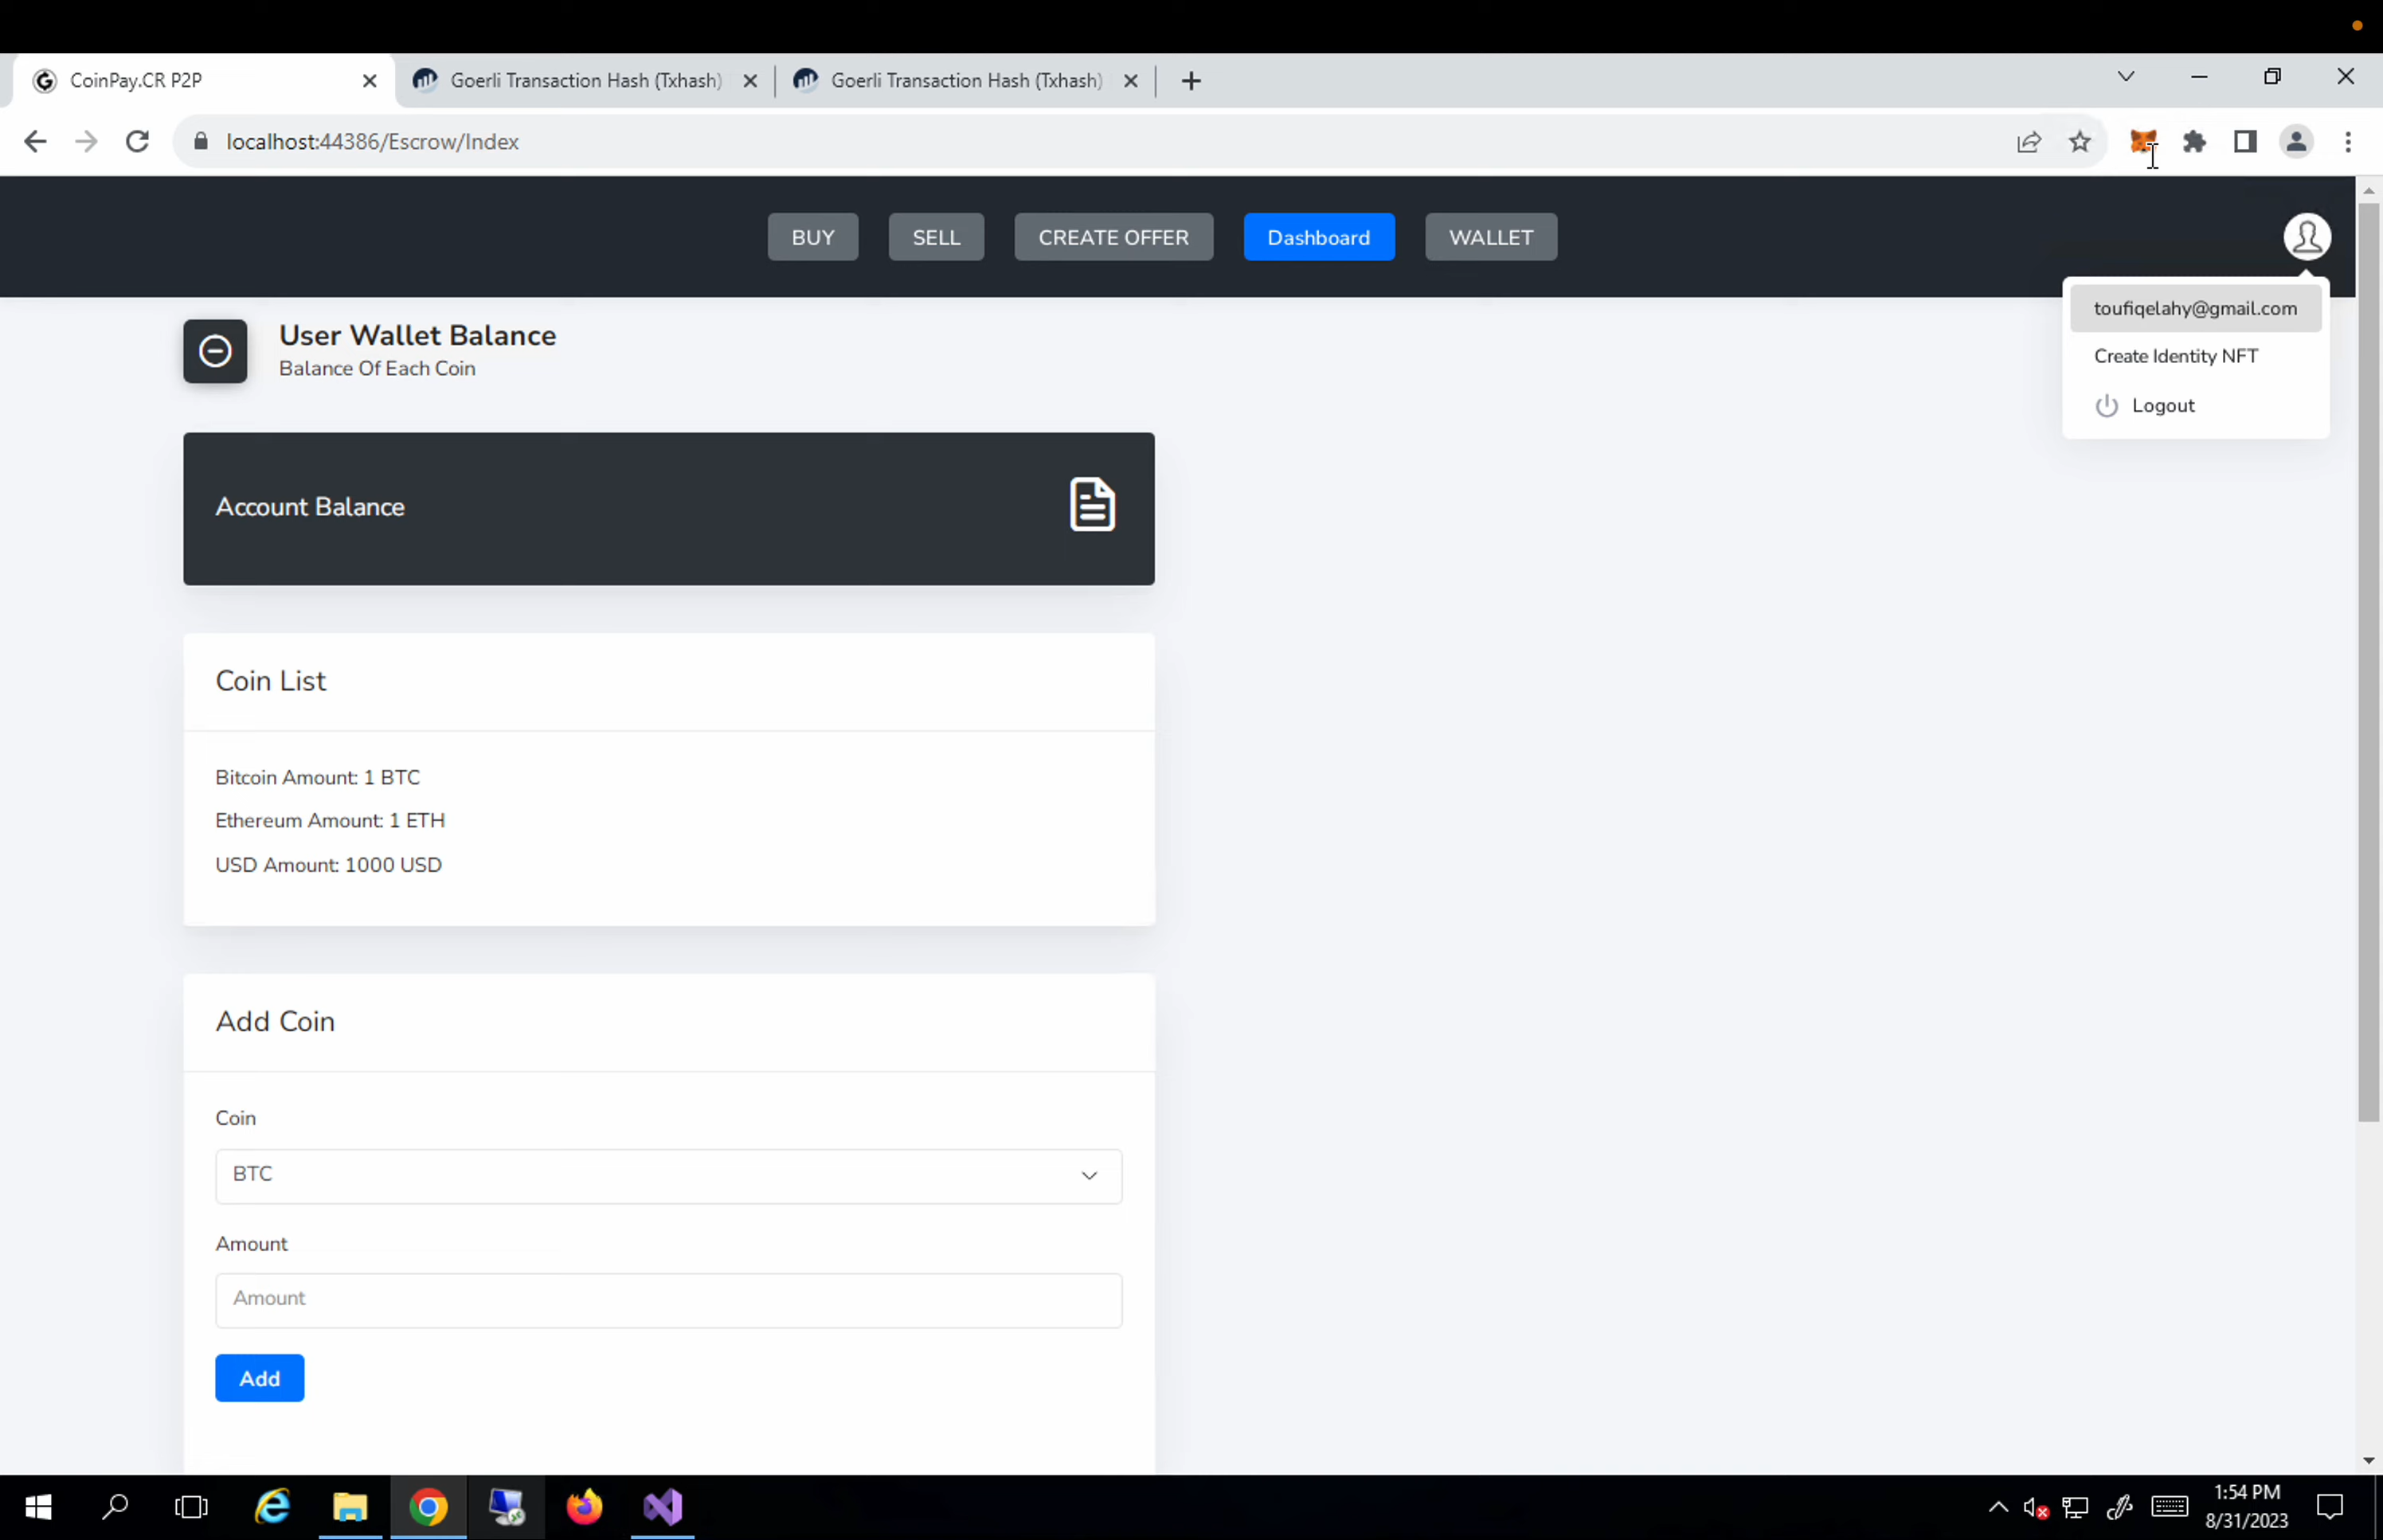 CoinPay.CR P2P
Goerli Transaction Hash (Txhash)
Goerli Transaction Hash (Txhash)
localhost:44386/Escrow/Index
BUY
SELL
CREATE OFFER
Dashboard
WALLET
toufiqelahy@gmail.com
Create Identity NFT
Logout
User Wallet Balance
Balance Of Each Coin
Account Balance
Coin List
Bitcoin Amount: 1 BTC
Ethereum Amount: 1 ETH
USD Amount: 1000 USD
Add Coin
Coin
BTC
Amount
Amount
Add
1:54 PM
8/31/2023